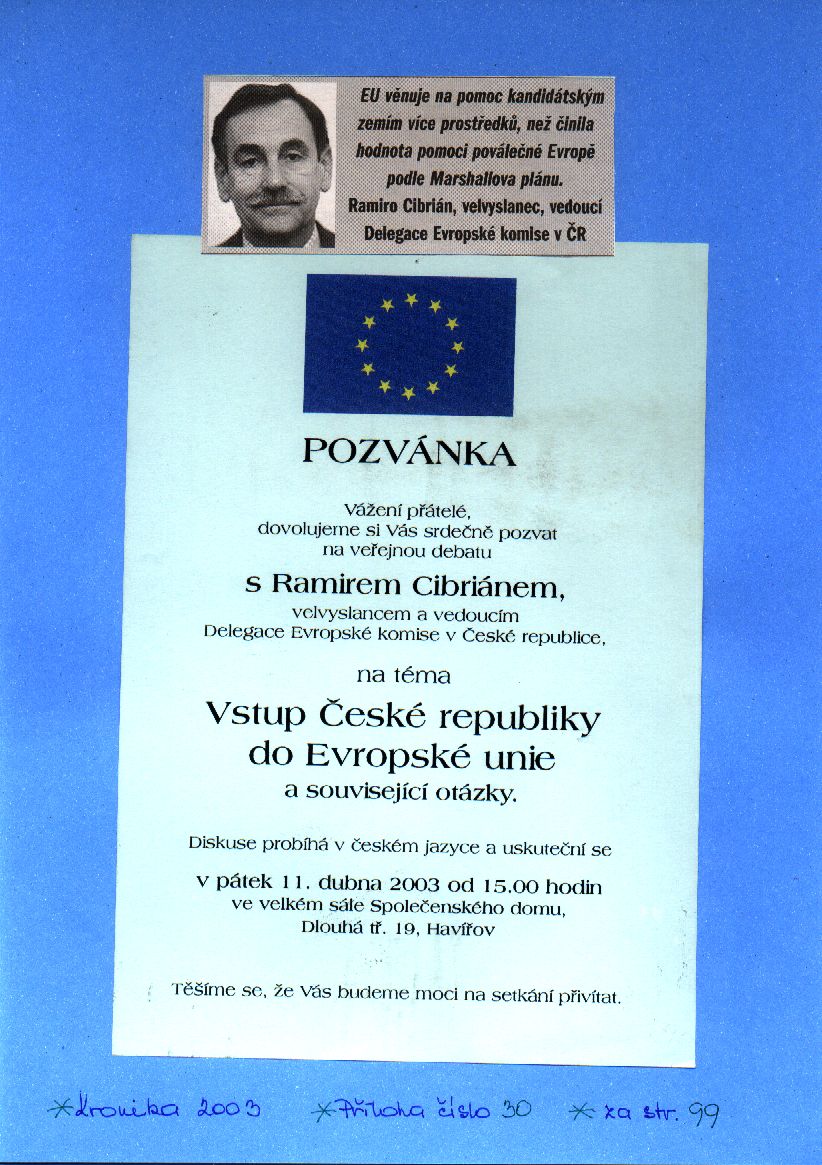 EU věnuje na pomoc kandidátským
zemím více prostředků, než činila
hodnota pomoci poválečné Evropě
podle Marshallova plánu.
Ramiro Cibrián, velvyslanec, vedoucí
Delegace Evropské komise v ČR
POZVÁNKA
Vážení přátelé,
dovolujeme si Vás srdečně pozvat
na veřejnou debatu
s Ramirem Cibriánem,
velvyslancem a vedoucím
Delegace Evropské komise v České republice,
na téma
Vstup České republiky
do Evropské unie
a související otázky.
Diskuse probíhá v českém jazyce a uskuteční se
v pátek 11. dubna 2003 od 15.00 hodin
ve velkém sále Společenského domu,
Dlouhá tř. 19, Havířov
Těšíme se, že Vás budeme moci na setkání přivítat.
*Kronika 2003 *Příloha číslo 30 * za str. 99